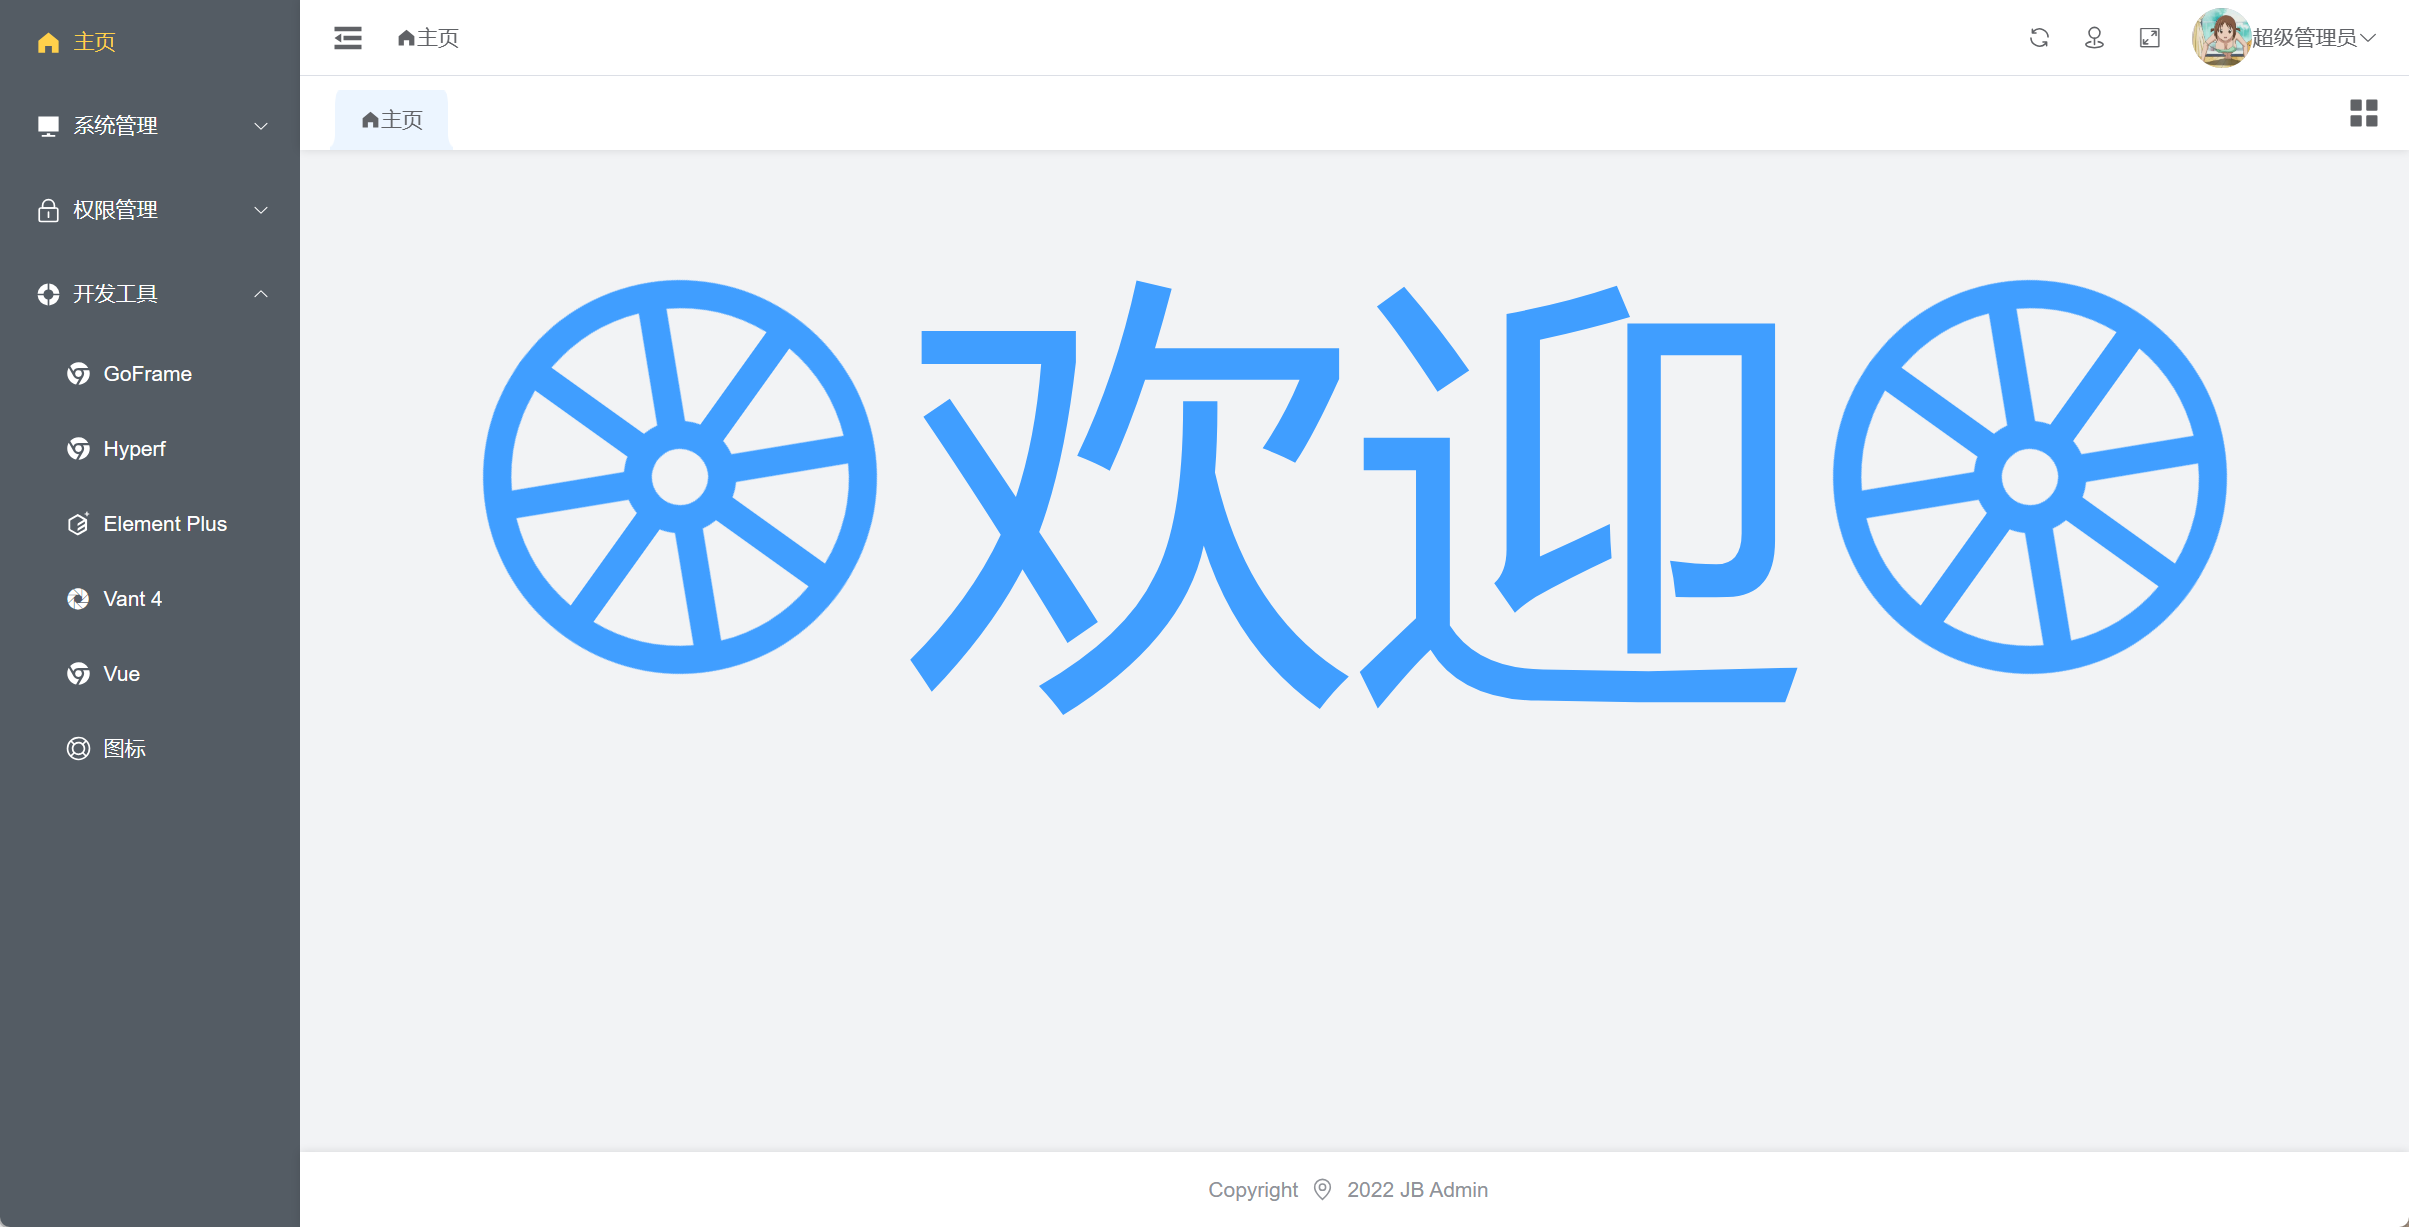 主页
系统管理
权限管理
开发工具
GoFrame
Hyperf
Element Plus
Vant 4
Vue
图标
主页
超级管理员
主页
欢迎
Copyright 2022 JB Admin